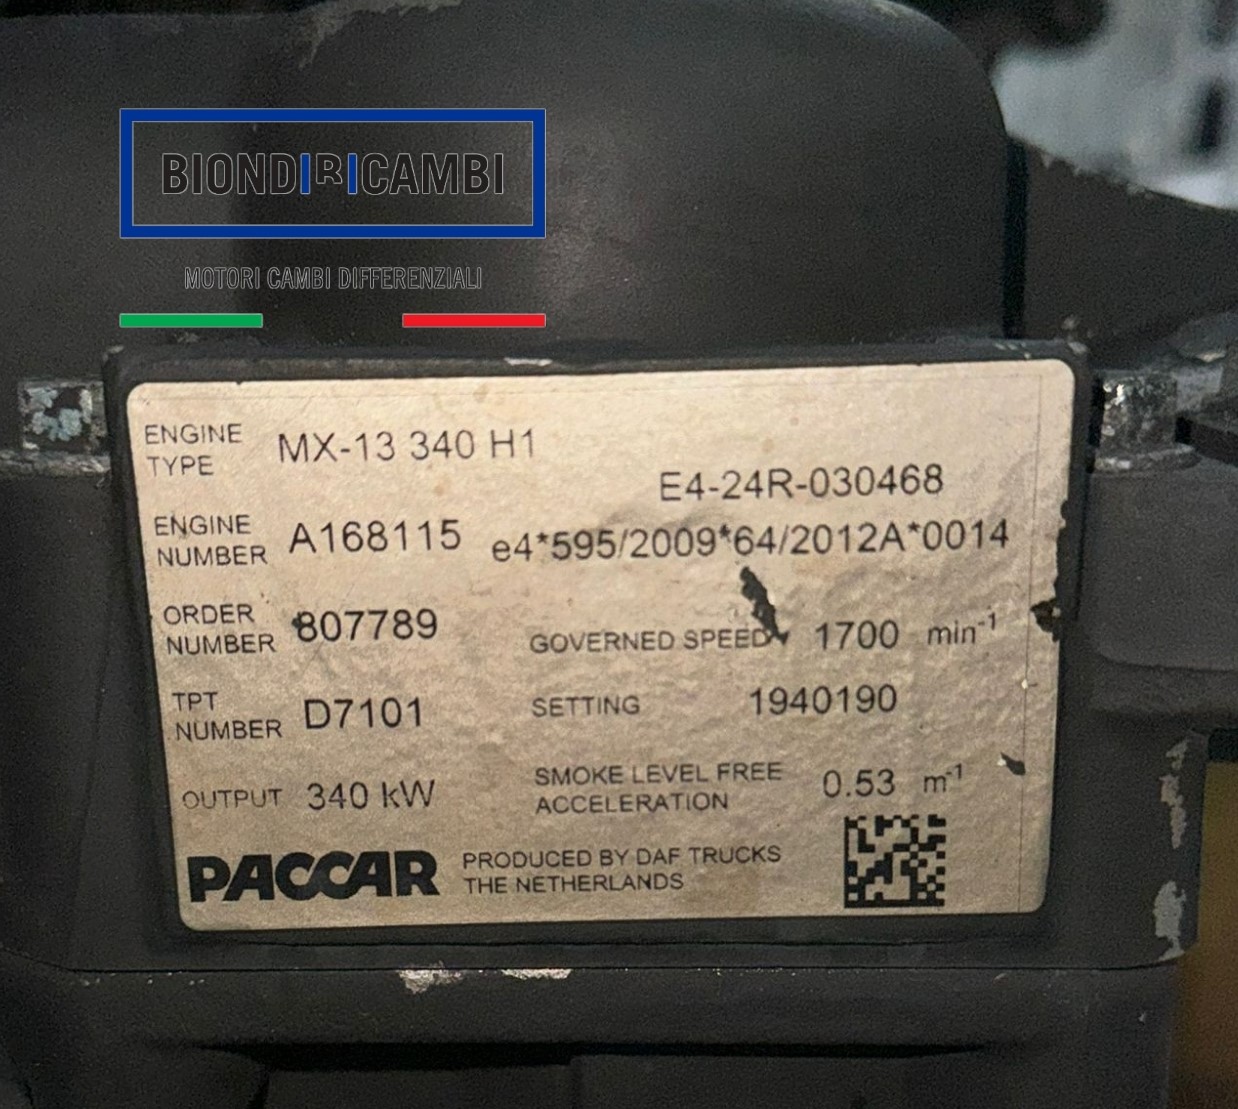 BIONDIRICAMBI
MOTORI CAMBI DIFFERENZIALI
ENGINE TYPE MX-13 340 H1
E4-24R-030468
ENGINE NUMBER A168115 e4*595/2009*64/2012A*0014
ORDER NUMBER 807789
GOVERNED SPEED 1700 min-1
TPT NUMBER D7101
SETTING 1940190
OUTPUT 340 kW
SMOKE LEVEL FREE ACCELERATION 0.53 m-1
PACCAR
PRODUCED BY DAF TRUCKS
THE NETHERLANDS